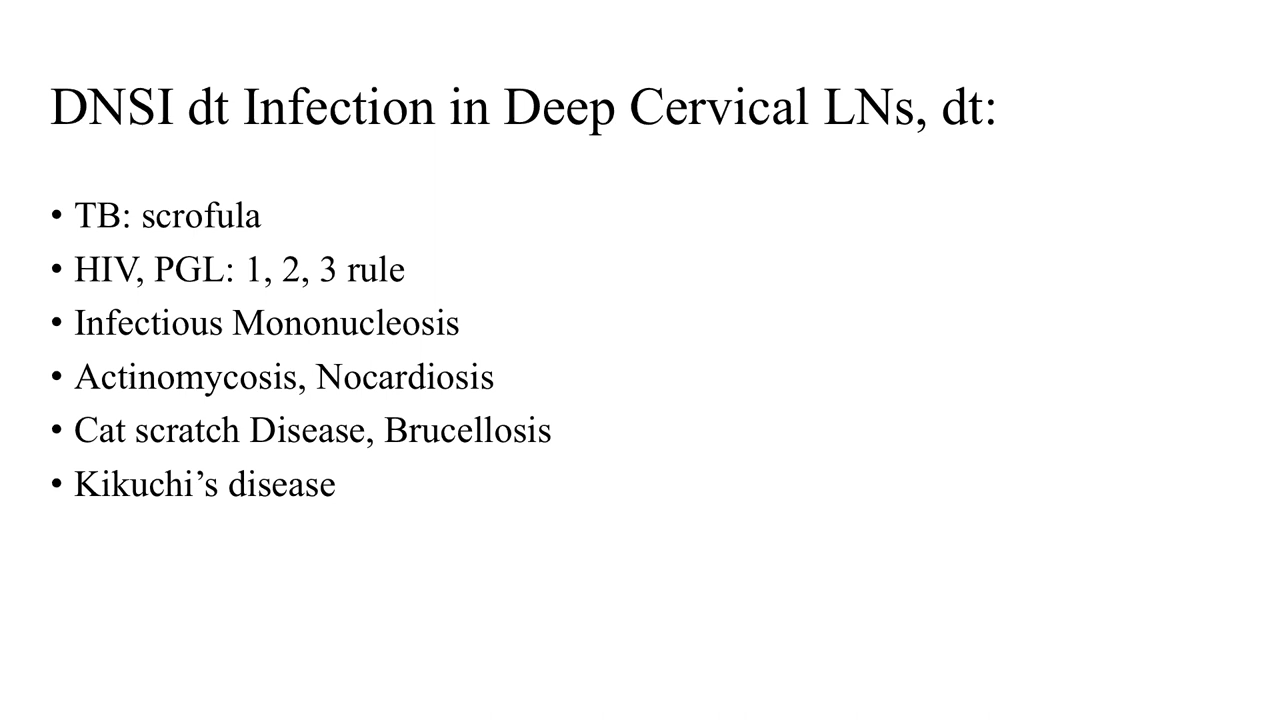 DNSI dt Infection in Deep Cervical LNs, dt:
• TB: scrofula
• HIV, PGL: 1, 2, 3 rule
• Infectious Mononucleosis
• Actinomycosis, Nocardiosis
• Cat scratch Disease, Brucellosis
• Kikuchi’s disease